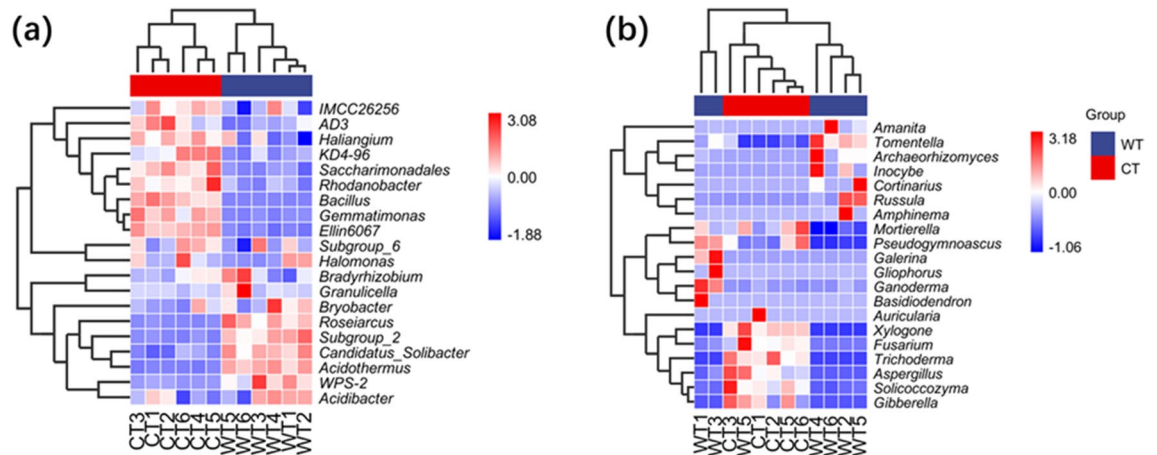 (a)
IMCC26256
AD3
Haliangium
KD4-96
Saccharimonadales
Rhodanobacter
Bacillus
Gemmatimonas
Ellin6067
Subgroup_6
Halomonas
Bradyrhizobium
Granulicella
Bryobacter
Roseiarcus
Subgroup_2
Candidatus_Solibacter
Acidothermus
WPS-2
Acidibacter
CT3
CT1
CT2
CT6
CT4
CT5
WT5
WT6
WT3
WT4
WT1
WT2
3.08
0.00
-1.88
(b)
Amanita
Tomentella
Archaeorhizomyces
Inocybe
Cortinarius
Russula
Amphinema
Mortierella
Pseudogymnoascus
Galerina
Gliophorus
Ganoderma
Basidiodendron
Auricularia
Xylogone
Fusarium
Trichoderma
Aspergillus
Solicoccozyma
Gibberella
WT1
WT3
CT3
CT1
CT2
CT5
CT6
WT4
WT6
WT2
WT5
3.18
0.00
-1.06
Group
WT
CT